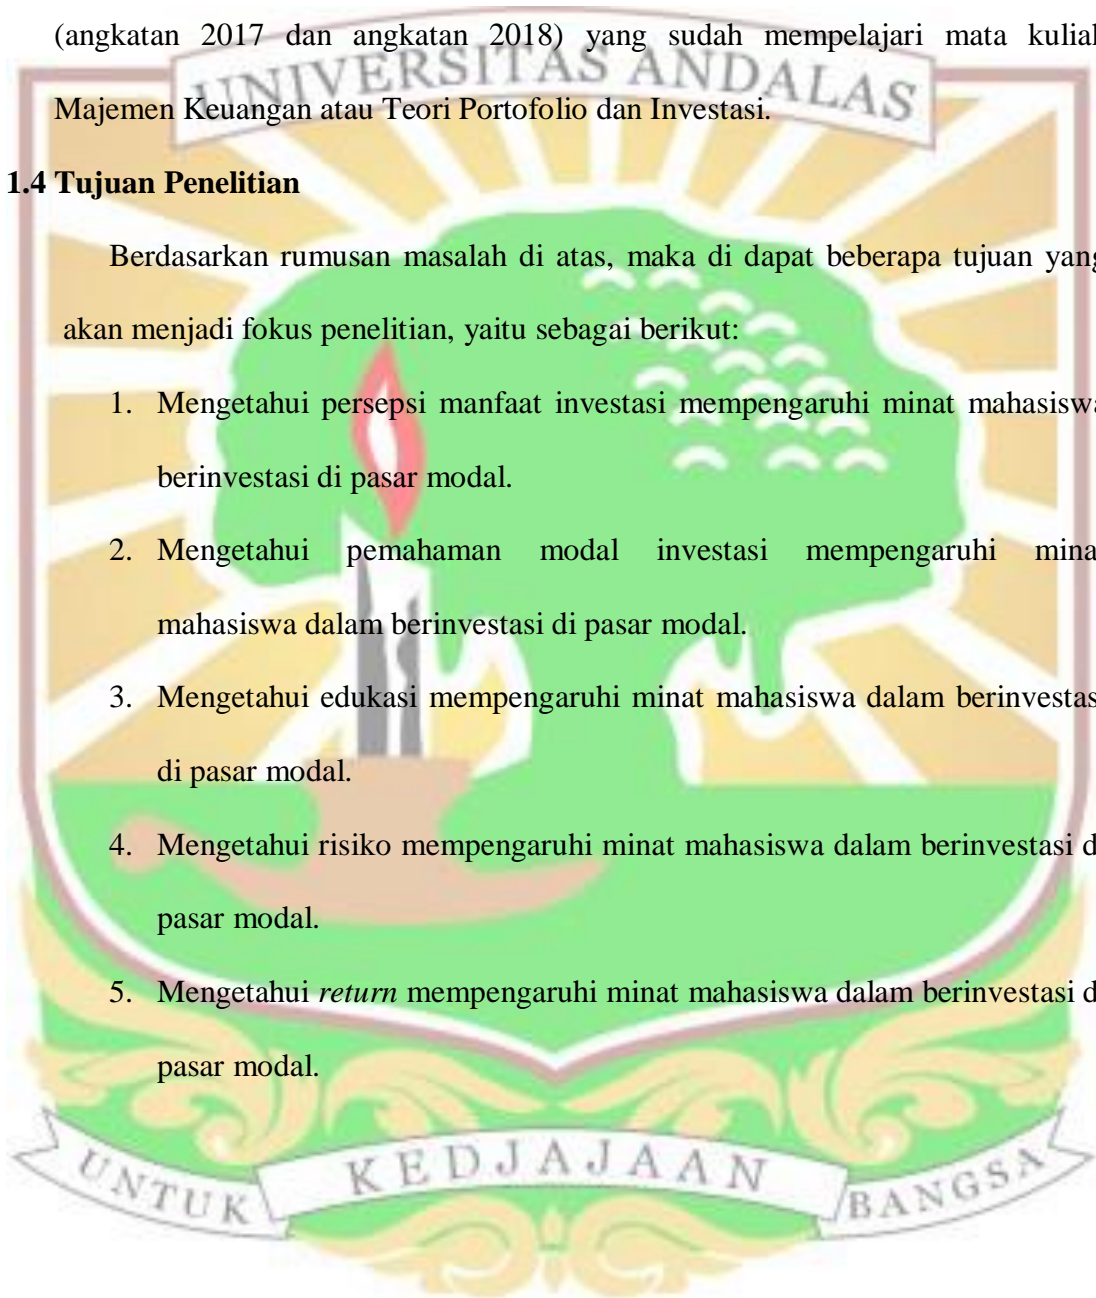 (angkatan 2017 dan angkatan 2018) yang sudah mempelajari mata kuliah
UNIVERSITAS ANDALAS
Majemen Keuangan atau Teori Portofolio dan Investasi.
1.4 Tujuan Penelitian
Berdasarkan rumusan masalah di atas, maka di dapat beberapa tujuan yang
akan menjadi fokus penelitian, yaitu sebagai berikut:
1. Mengetahui persepsi manfaat investasi mempengaruhi minat mahasiswa
berinvestasi di pasar modal.
2. Mengetahui pemahaman modal investasi mempengaruhi minat
mahasiswa dalam berinvestasi di pasar modal.
3. Mengetahui edukasi mempengaruhi minat mahasiswa dalam berinvestasi
di pasar modal.
4. Mengetahui risiko mempengaruhi minat mahasiswa dalam berinvestasi di
pasar modal.
5. Mengetahui return mempengaruhi minat mahasiswa dalam berinvestasi di
pasar modal.
UNTUK KEDJAJAAN BANGSA